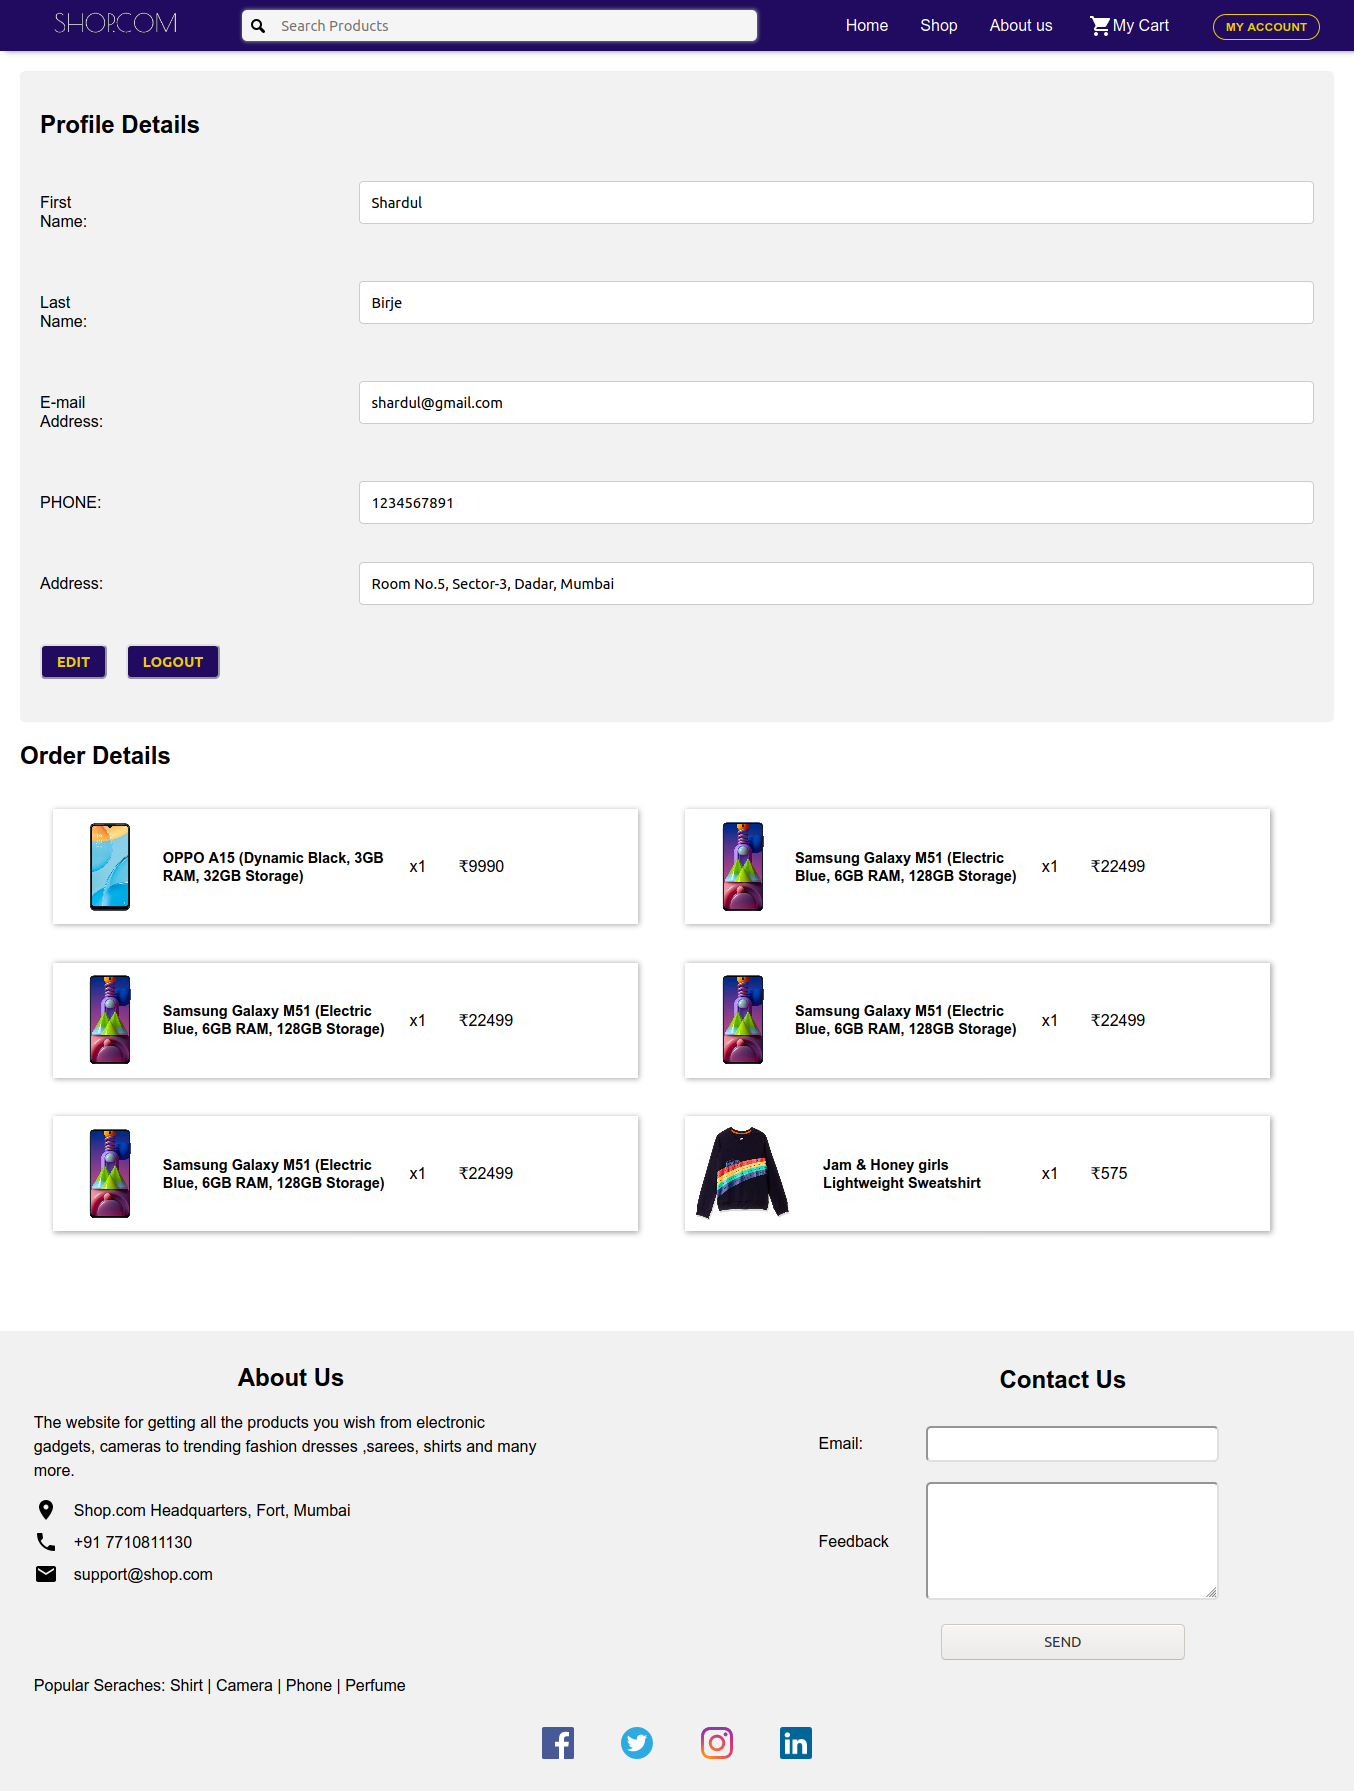 SHOP.COM
Search Products
Home
Shop
About us
My Cart
MY ACCOUNT
Profile Details
First
Name:
Shardul
Last
Name:
Birje
E-mail
Address:
shardul@gmail.com
PHONE:
1234567891
Address:
Room No.5, Sector-3, Dadar, Mumbai
EDIT
LOGOUT
Order Details
OPPO A15 (Dynamic Black, 3GB
RAM, 32GB Storage)
x1
₹9990
Samsung Galaxy M51 (Electric
Blue, 6GB RAM, 128GB Storage)
x1
₹22499
Samsung Galaxy M51 (Electric
Blue, 6GB RAM, 128GB Storage)
x1
₹22499
Samsung Galaxy M51 (Electric
Blue, 6GB RAM, 128GB Storage)
x1
₹22499
Samsung Galaxy M51 (Electric
Blue, 6GB RAM, 128GB Storage)
x1
₹22499
Jam & Honey girls
Lightweight Sweatshirt
x1
₹575
About Us
The website for getting all the products you wish from electronic
gadgets, cameras to trending fashion dresses ,sarees, shirts and many
more.
Shop.com Headquarters, Fort, Mumbai
+91 7710811130
support@shop.com
Contact Us
Email:
Feedback
SEND
Popular Seraches: Shirt | Camera | Phone | Perfume